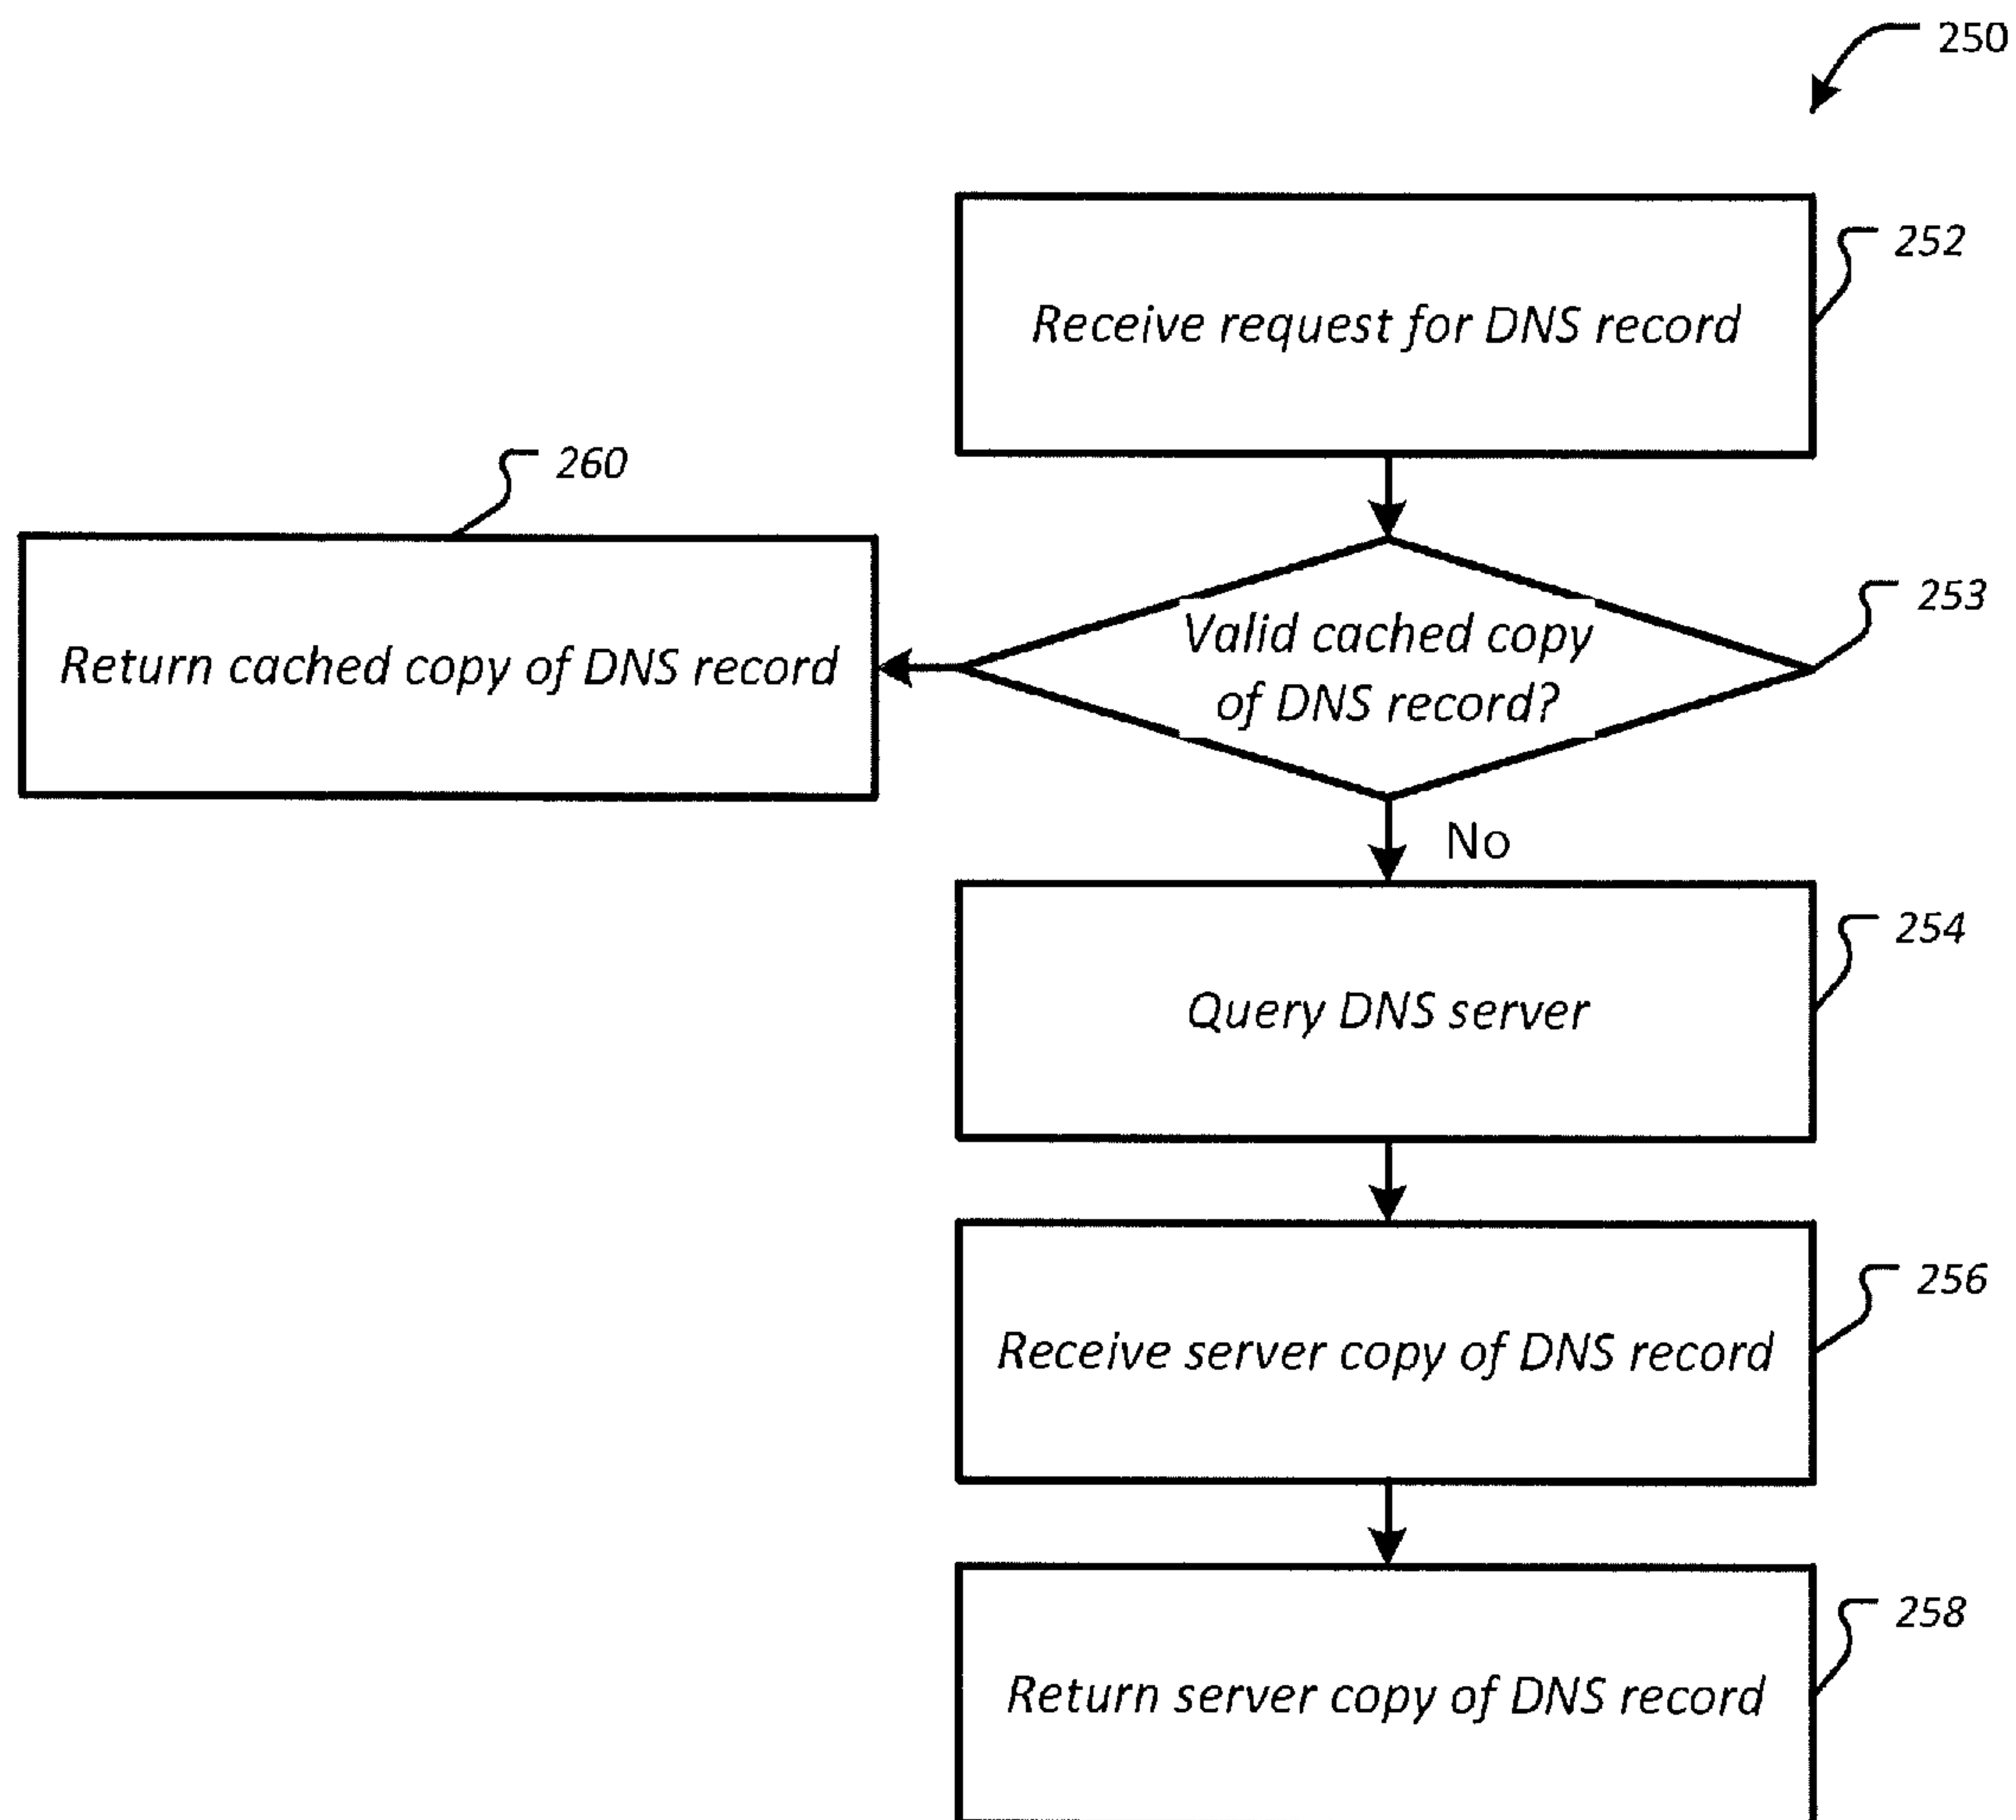 250
252
Receive request for DNS record
260
253
Valid cached copy
of DNS record?
Return cached copy of DNS record
No
254
Query DNS server
256
Receive server copy of DNS record
258
Return server copy of DNS record